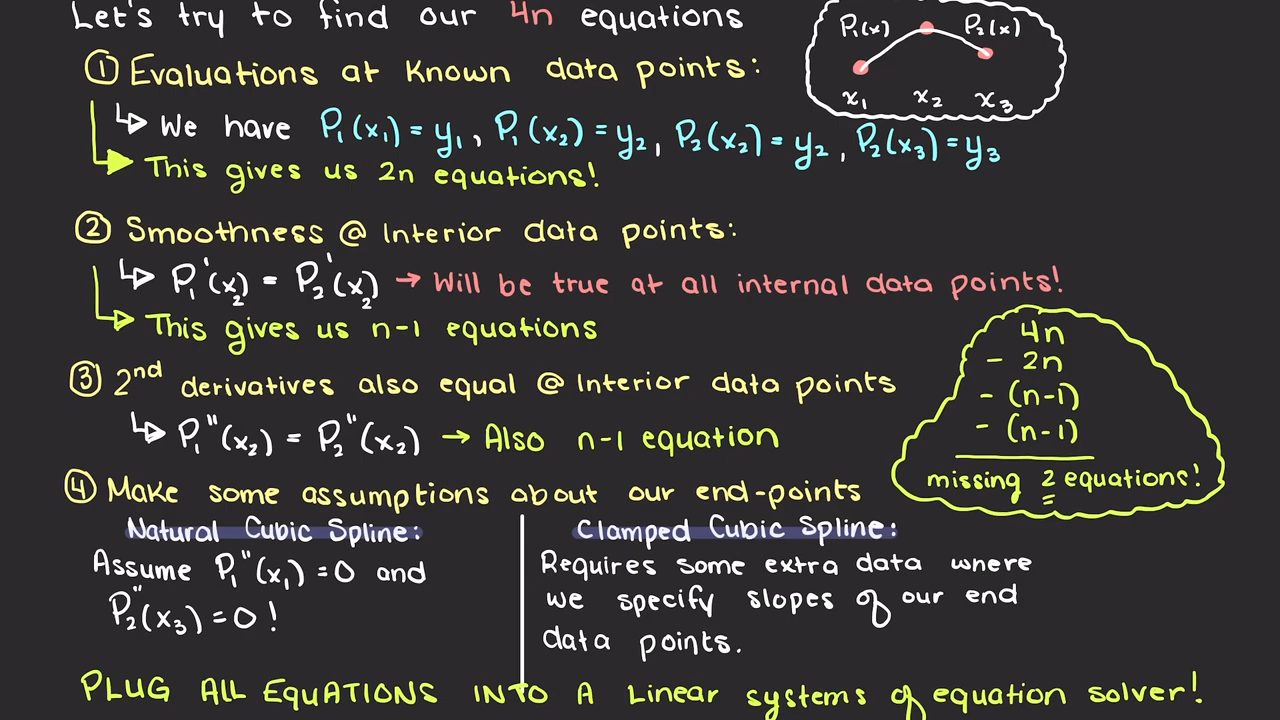 Let's try to find our 4n equations
P₁(x) P₂(x)
x₁ x₂ x₃
① Evaluations at Known data points:
↳ We have P₁(x₁) = y₁, P₁(x₂) = y₂, P₂(x₂) = y₂, P₂(x₃) = y₃
This gives us 2n equations!
② Smoothness @ Interior data points:
↳ P₁'(x₂) = P₂'(x₂) → Will be true at all internal data points!
This gives us n-1 equations
③ 2nd derivatives also equal @ Interior data points
↳ P₁"(x₂) = P₂"(x₂) → Also n-1 equation
4n
- 2n
- (n-1)
- (n-1)
missing 2 equations!
④ Make some assumptions about our end-points
Natural Cubic Spline:
Assume P₁"(x₁) = 0 and
P₂"(x₃) = 0 !
Clamped Cubic Spline:
Requires some extra data where
we specify slopes of our end
data points.
PLUG ALL EQUATIONS INTO A Linear systems of equation solver!